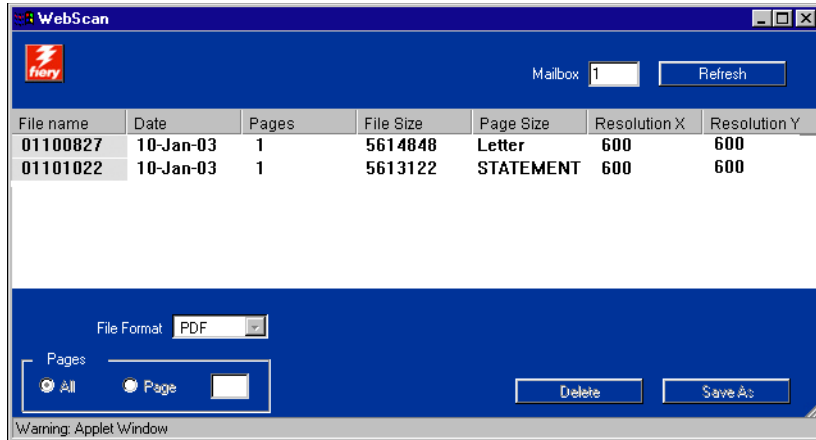 WebScan
fiery
Mailbox 1 Refresh
File name Date Pages File Size Page Size Resolution X Resolution Y
01100827 10-Jan-03 1 5614848 Letter 600 600
01101022 10-Jan-03 1 5613122 STATEMENT 600 600
File Format PDF
Pages
All Page
Delete Save As
Warning: Applet Window